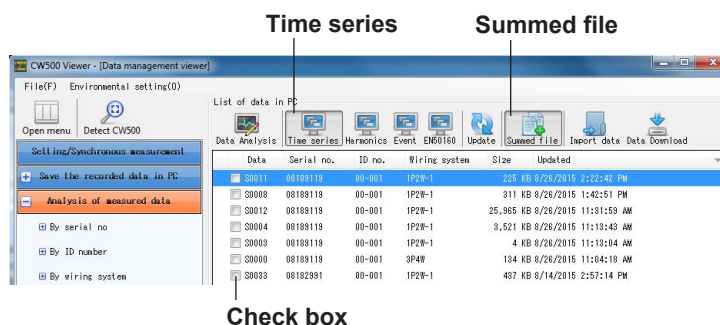 Time series Summed file
CW500 Viewer - [Data management viewer]
File(F) Environmental setting(O)
List of data in PC
Open menu Detect CW500 Data Analysis Time series Harmonics Event EN50160 Update Summed file Import data Data Download
Setting/Synchronous measurement
Data Serial no. ID no. Wiring system Size Updated
Save the recorded data in PC
S0011 08189119 00-001 1P2W-1 225 KB 8/26/2015 2:22:42 PM
S0008 08189119 00-001 1P2W-1 311 KB 8/26/2015 1:42:51 PM
Analysis of measured data
S0012 08189119 00-001 1P2W-1 25,965 KB 8/26/2015 11:31:59 AM
By serial no
S0004 08189119 00-001 1P2W-1 3,521 KB 8/26/2015 11:13:43 AM
S0003 08189119 00-001 1P2W-1 4 KB 8/26/2015 11:13:04 AM
By ID number
S0000 08189119 00-001 3P4W 134 KB 8/26/2015 11:04:18 AM
By wiring system
S0033 08182991 00-001 1P2W-1 437 KB 8/14/2015 2:57:14 PM
Check box